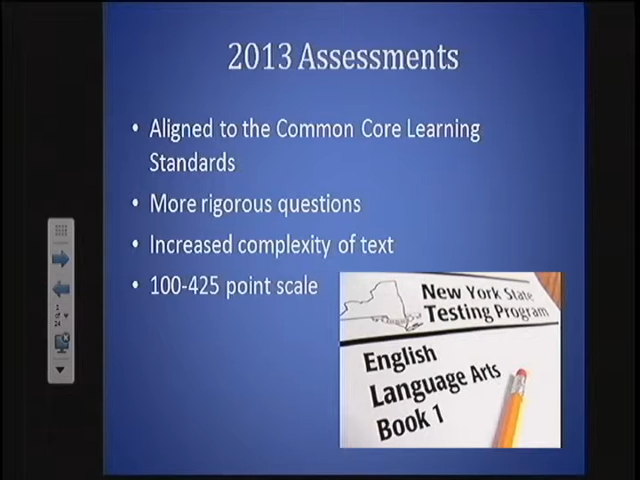 2013 Assessments
• Aligned to the Common Core Learning
Standards
• More rigorous questions
• Increased complexity of text
• 100-425 point scale
New York State
Testing Program
English
Language Arts
Book 1